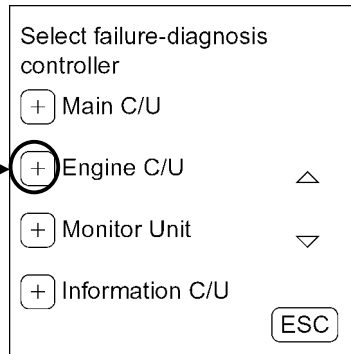 Select failure-diagnosis
controller
+ Main C/U
+ Engine C/U
+ Monitor Unit
+ Information C/U
ESC